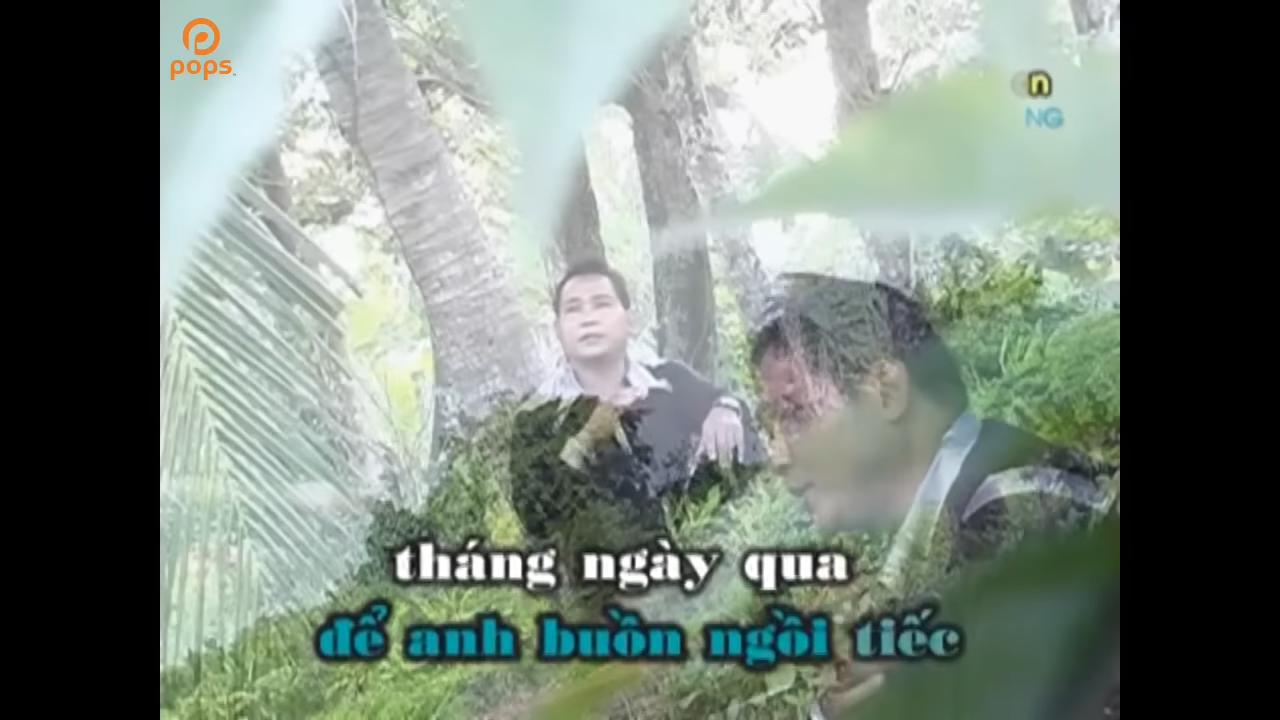 pops
n
NG
tháng ngày qua
để anh buồn ngồi tiếc